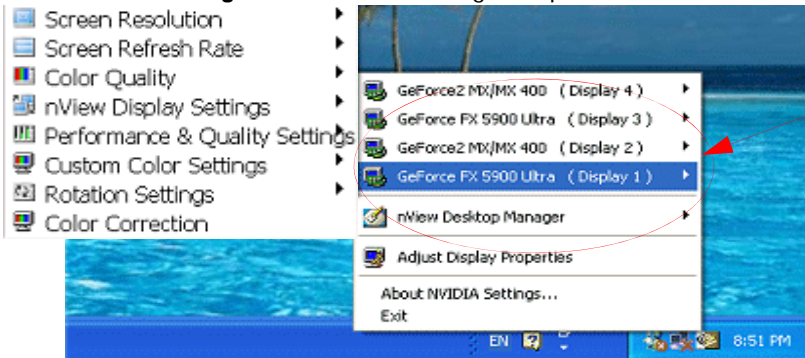 Screen Resolution
Screen Refresh Rate
Color Quality
nView Display Settings
Performance & Quality Settings
Custom Color Settings
Rotation Settings
Color Correction
GeForce2 MX/MX 400 ( Display 4 )
GeForce FX 5900 Ultra ( Display 3 )
GeForce2 MX/MX 400 ( Display 2 )
GeForce FX 5900 Ultra ( Display 1 )
nView Desktop Manager
Adjust Display Properties
About NVIDIA Settings...
Exit
EN
8:51 PM